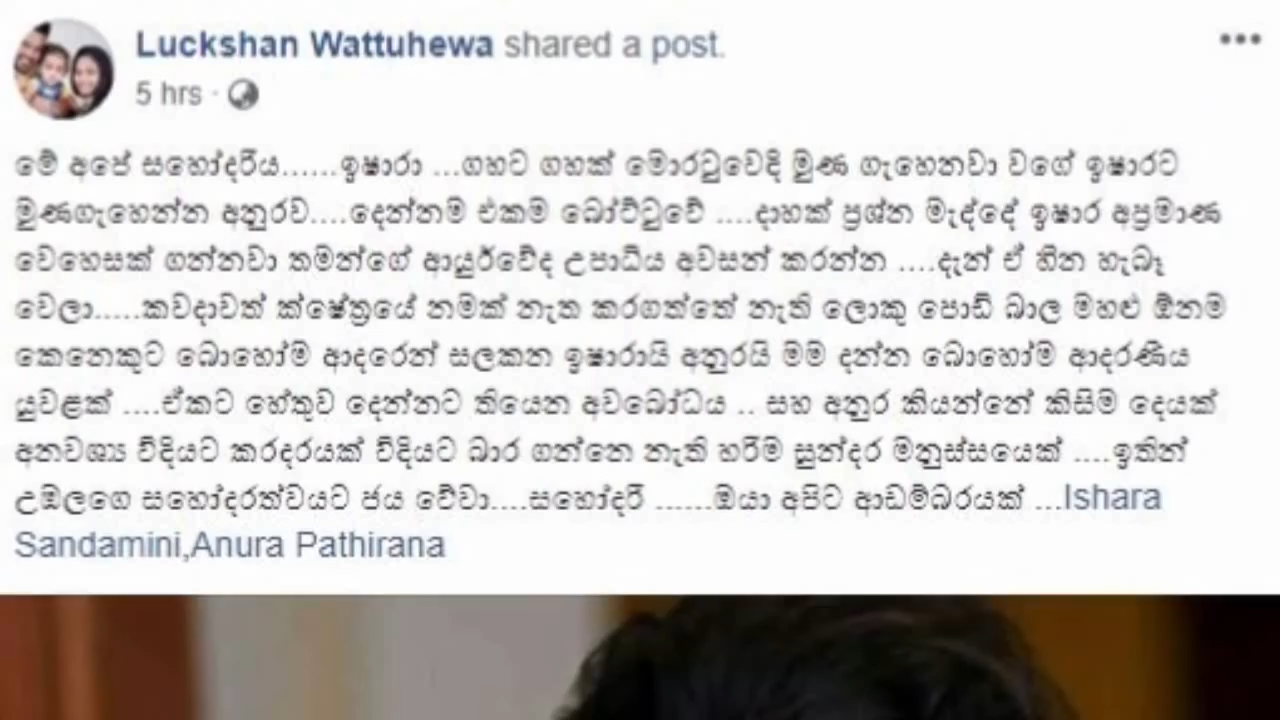 Luckshan Wattuhewa shared a post.
5 hrs ·
මේ අපේ සහෝදරිය......ඉෂාරා ...ගහට ගහක් මොරටුවෙදි මුණ ගැහෙනවා වගේ ඉෂාරට
මුණගැහෙන්න අතුරව....දෙන්නම එකම බෝට්ටුවේ ....දාහක් ප්‍රශ්න මැද්දේ ඉෂාර අප්‍රමාණ
වෙහෙසක් ගන්නවා තමන්ගේ ආයුර්වේද උපාධිය අවසන් කරන්න ....දැන් ඒ හීන හැබෑ
වෙලා.....කවදාවත් ක්ෂේත්‍රයේ නමක් නැත කරගත්තේ නැති ලොකු පොඩි බාල මහළු ඕනම
කෙනෙකුට බොහෝම ආදරෙන් සලකන ඉෂාරායි අතුරයි මම දන්න බොහෝම ආදරණීය
යුවළක් ....ඒකට හේතුව දෙන්නට තියෙන අවබෝධය .. සහ අනුර කියන්නේ කිසිම දෙයක්
අනවශ්‍ය විදියට කරදරයක් විදියට බාර ගන්නෙ නැති හරිම සුන්දර මනුස්සයෙක් ....ඉතින්
උඹලගෙ සහෝදරත්වයට ජය වේවා....සහෝදරී ......ඔයා අපිට ආඩම්බරයක් ...Ishara
Sandamini,Anura Pathirana